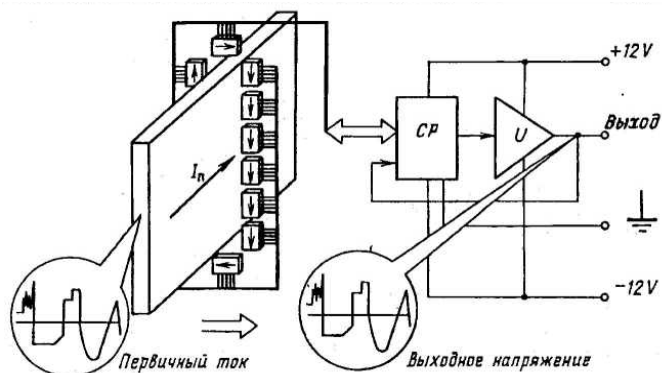 +12V
CP
U
Выход
Iп
-12V
Первичный ток
Выходное напряжение